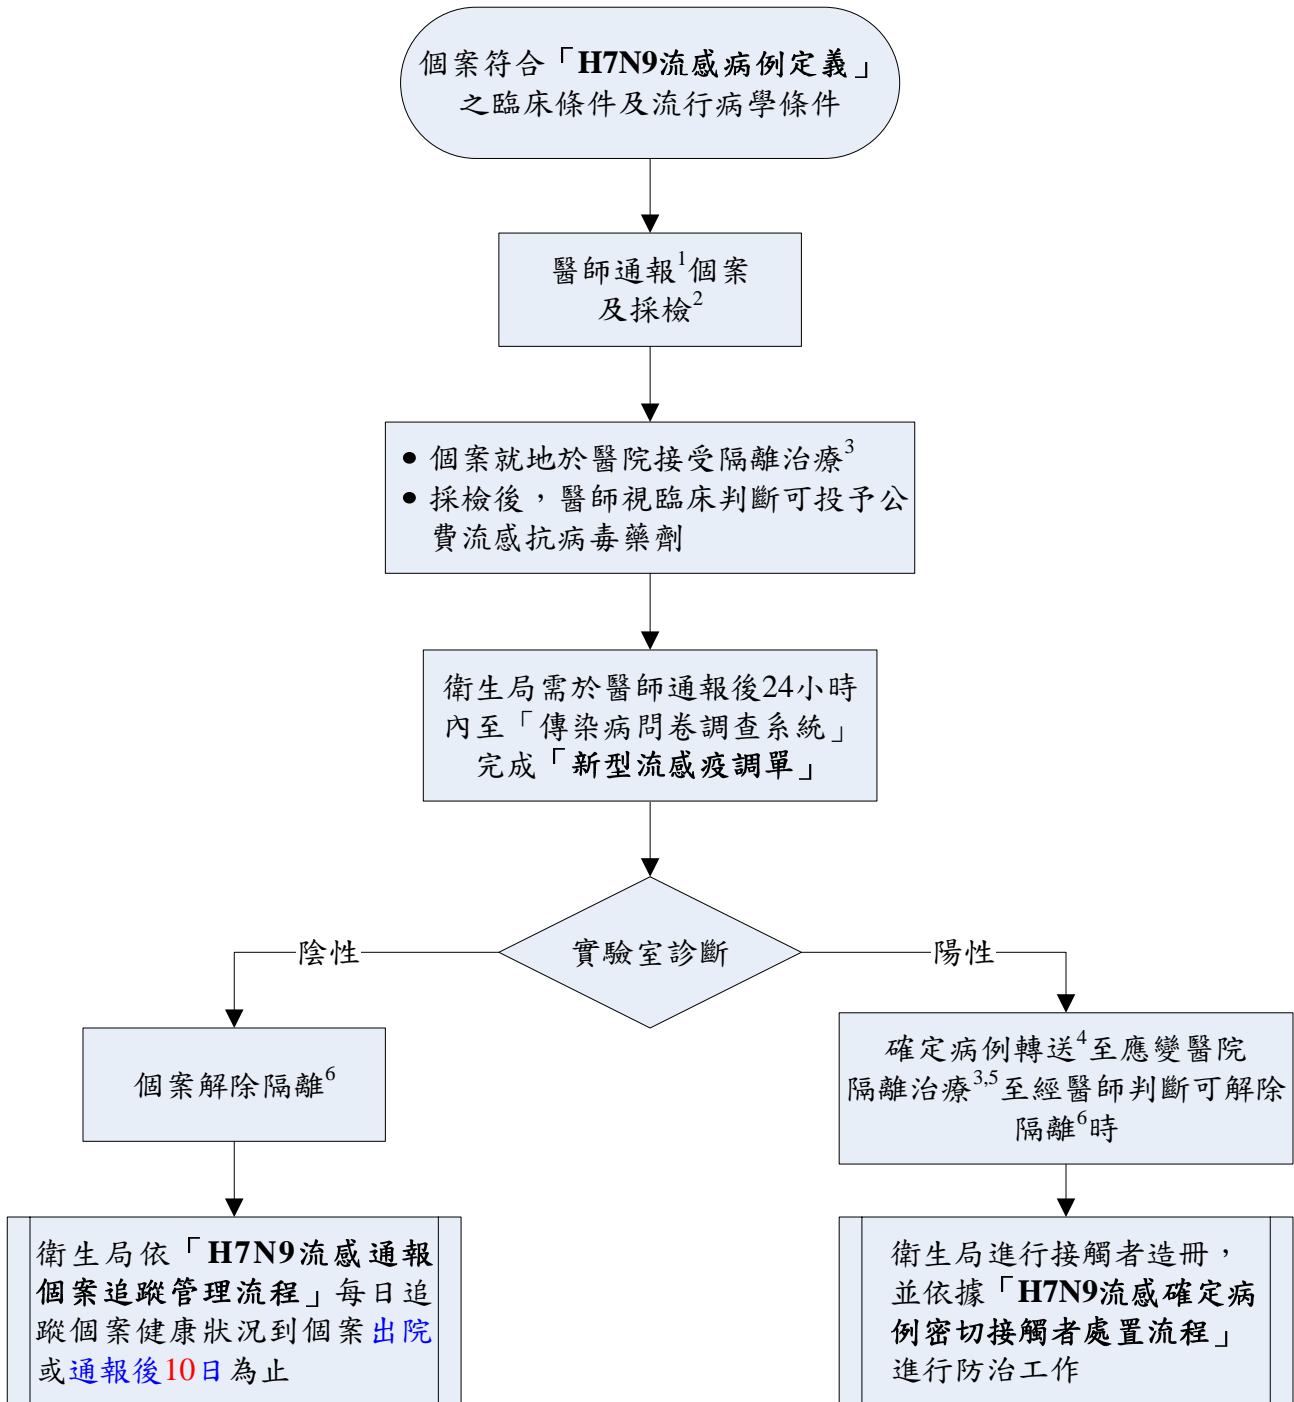 個案符合「H7N9流感病例定義」
之臨床條件及流行病學條件
醫師通報1個案
及採檢2
● 個案就地於醫院接受隔離治療3
● 採檢後，醫師視臨床判斷可投予公
費流感抗病毒藥劑
衛生局需於醫師通報後24小時
內至「傳染病問卷調查系統」
完成「新型流感疫調單」
實驗室診斷
陰性
陽性
個案解除隔離6
確定病例轉送4至應變醫院
隔離治療3,5至經醫師判斷可解除
隔離6時
衛生局依「H7N9流感通報
個案追蹤管理流程」每日追
蹤個案健康狀況到個案出院
或通報後10日為止
衛生局進行接觸者造冊，
並依據「H7N9流感確定病
例密切接觸者處置流程」
進行防治工作